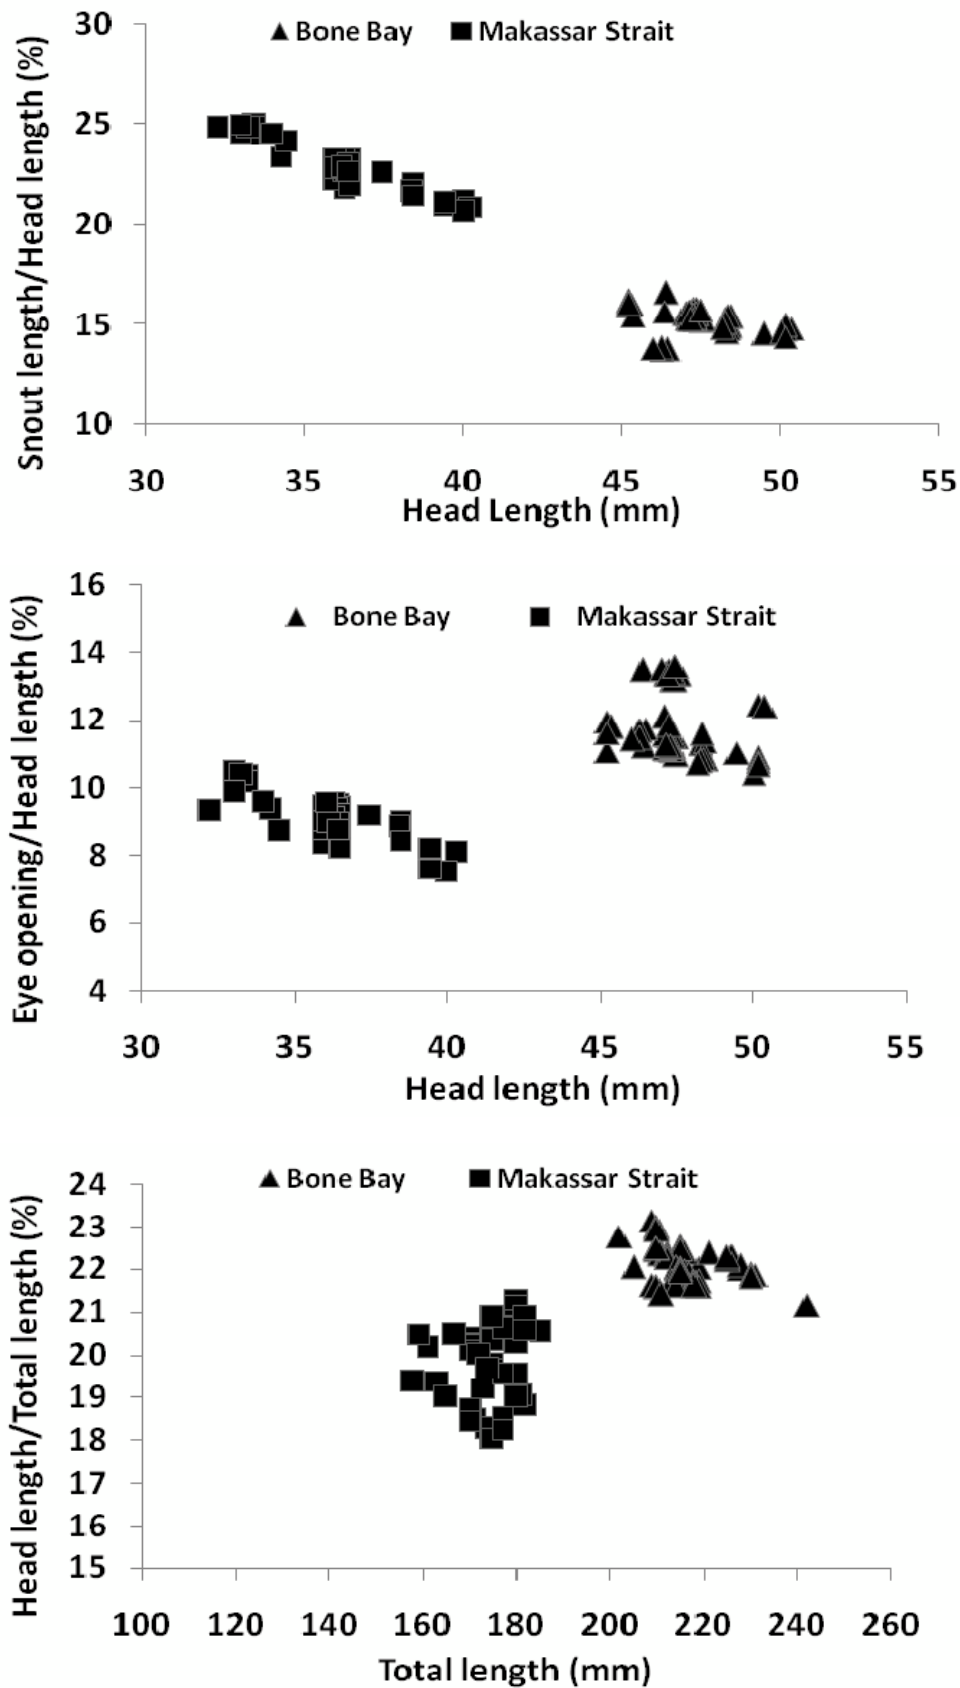 30
Bone Bay Makassar Strait
25
20
15
10
Snout length/Head length (%)
30 35 40 45 50 55
Head Length (mm)
16
Bone Bay Makassar Strait
14
12
10
8
6
4
Eye opening/Head length (%)
30 35 40 45 50 55
Head length (mm)
Bone Bay Makassar Strait
24
23
22
21
20
19
18
17
16
15
Head length/Total length (%)
100 120 140 160 180 200 220 240 260
Total length (mm)